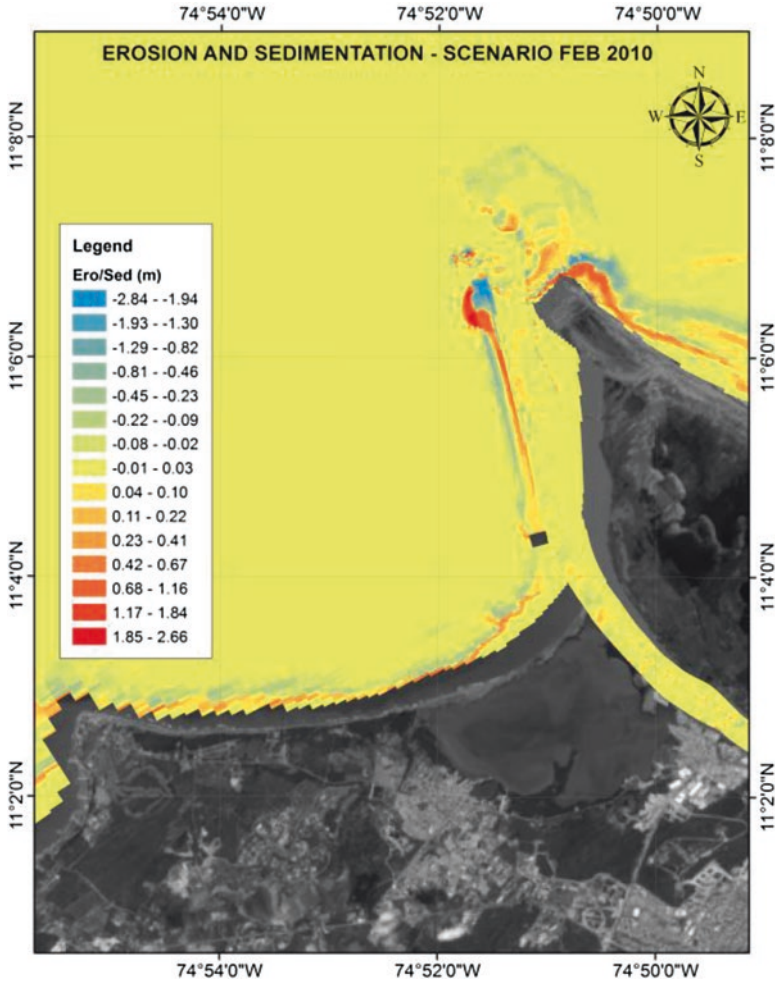 74°54'0"W 74°52'0"W 74°50'0"W
EROSION AND SEDIMENTATION - SCENARIO FEB 2010
N
W E
S
11°8'0"N 11°8'0"N
Legend
Ero/Sed (m)
-2.84 - -1.94
-1.93 - -1.30
-1.29 - -0.82
-0.81 - -0.46
-0.45 - -0.23
-0.22 - -0.09
-0.08 - -0.02
-0.01 - 0.03
0.04 - 0.10
0.11 - 0.22
0.23 - 0.41
0.42 - 0.67
0.68 - 1.16
1.17 - 1.84
1.85 - 2.66
11°6'0"N 11°6'0"N
11°4'0"N 11°4'0"N
11°2'0"N 11°2'0"N
74°54'0"W 74°52'0"W 74°50'0"W